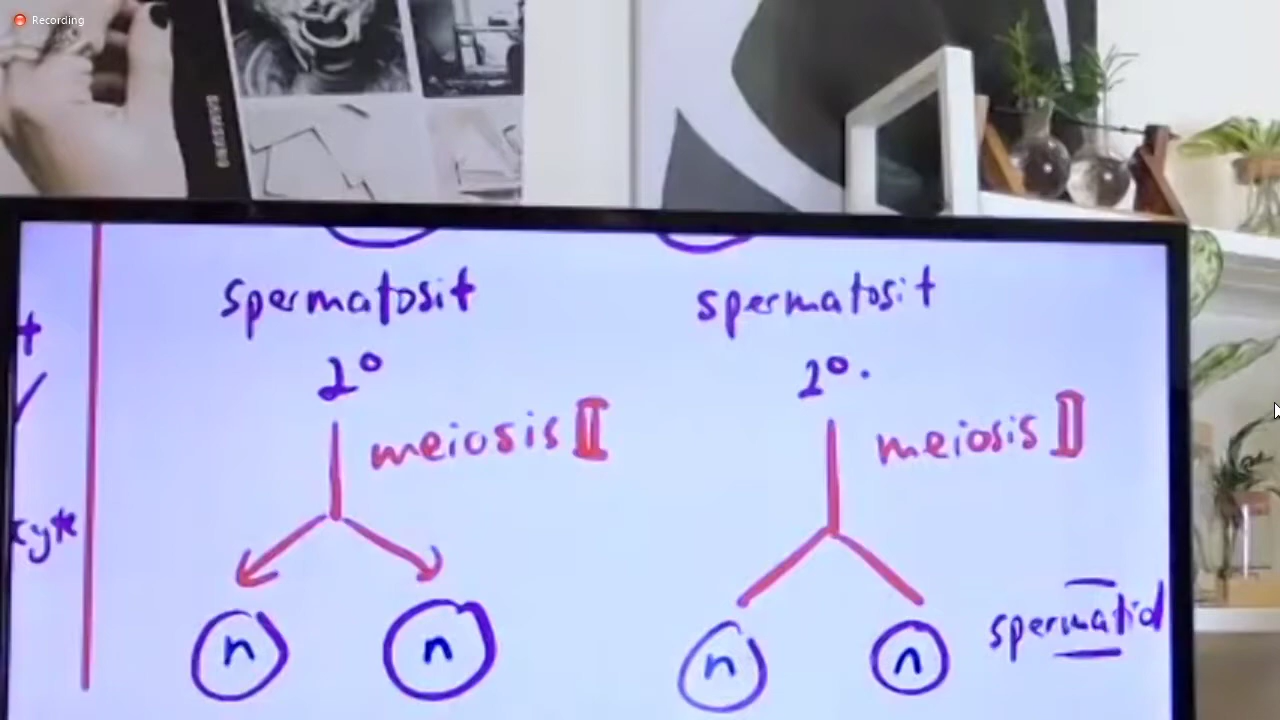 Recording
spermatosit spermatosit
2° 2°.
meiosis II meiosis II
n n n n
spermatid